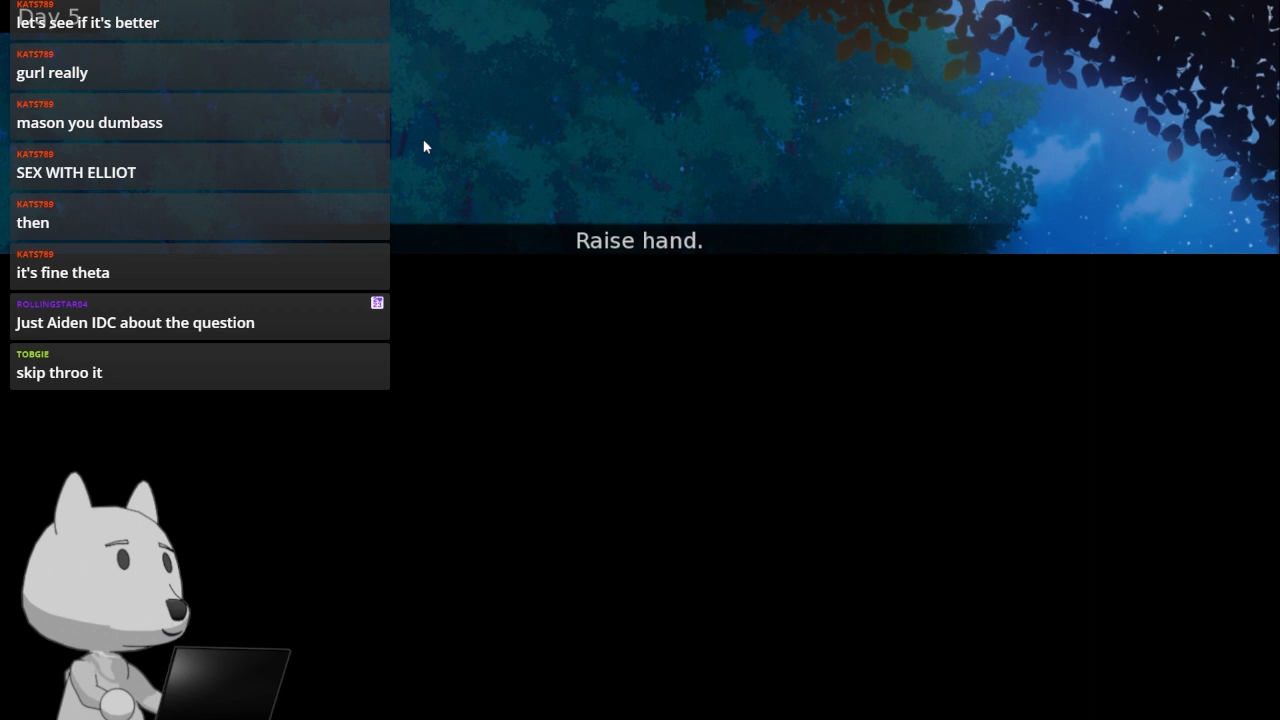 Day 5
KATS789
let's see if it's better
KATS789
gurl really
KATS789
mason you dumbass
KATS789
SEX WITH ELLIOT
KATS789
then
KATS789
it's fine theta
ROLLINGSTAR04
Just Aiden IDC about the question
TOBGIE
skip throo it
Raise hand.